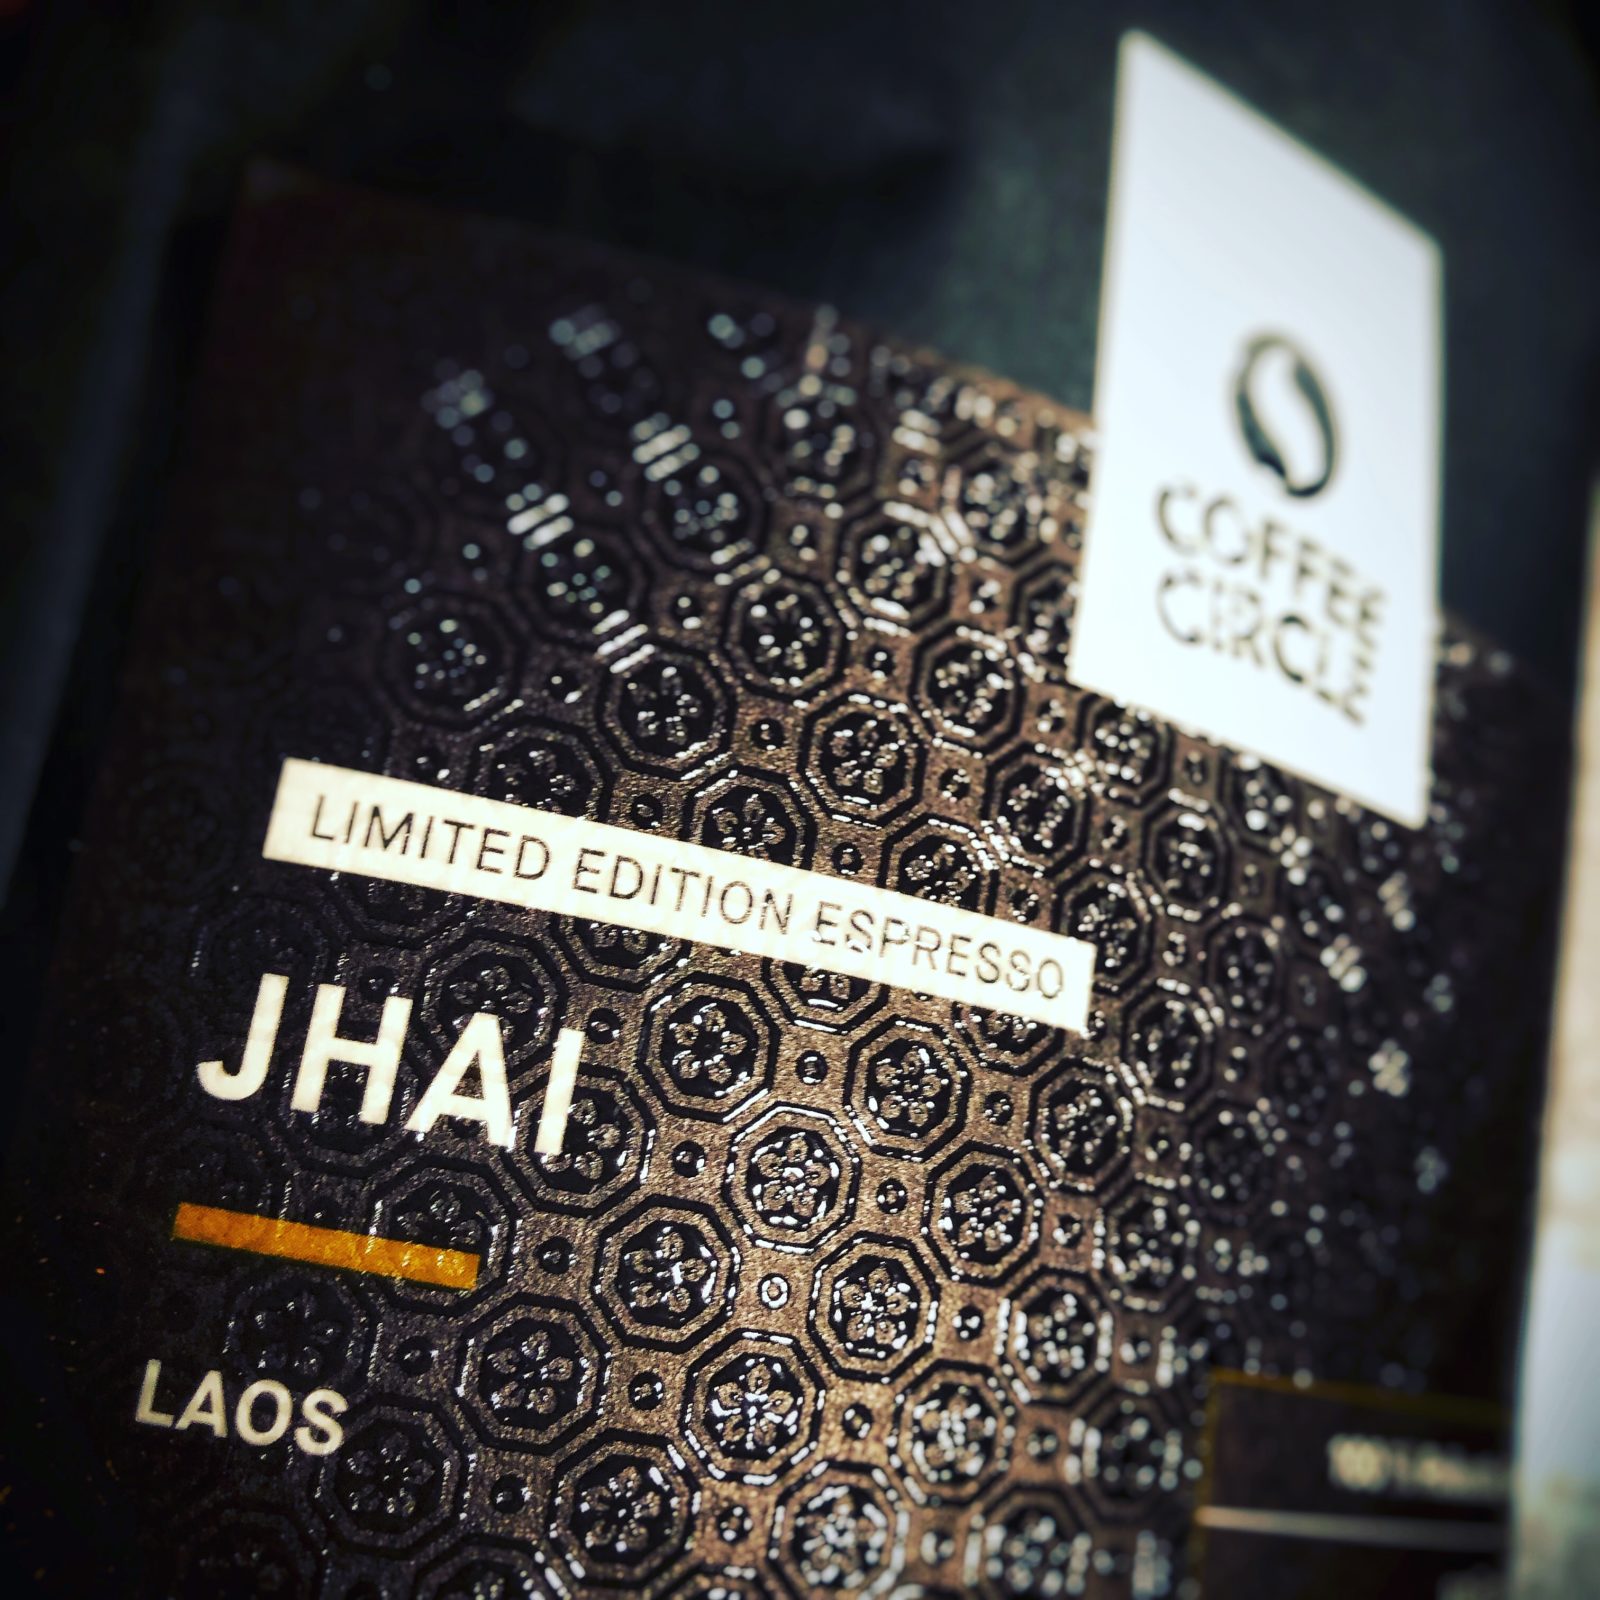 COFFEE
CIRCLE
LIMITED EDITION ESPRESSO
JHAI
LAOS